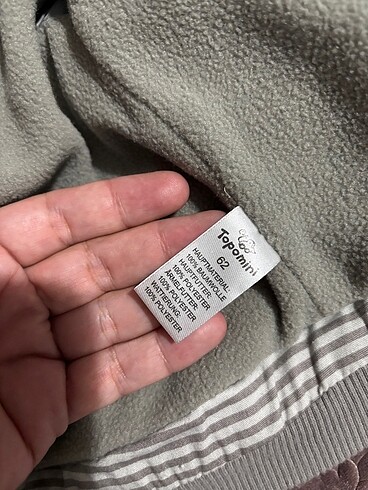 Topomini
62
HAUPTMATERIAL:
100% BAUMWOLLE
HAUPTFUTTER:
100% POLYESTER
ÄRMELFUTTER:
100% POLYESTER
WATTIERUNG:
100% POLYESTER